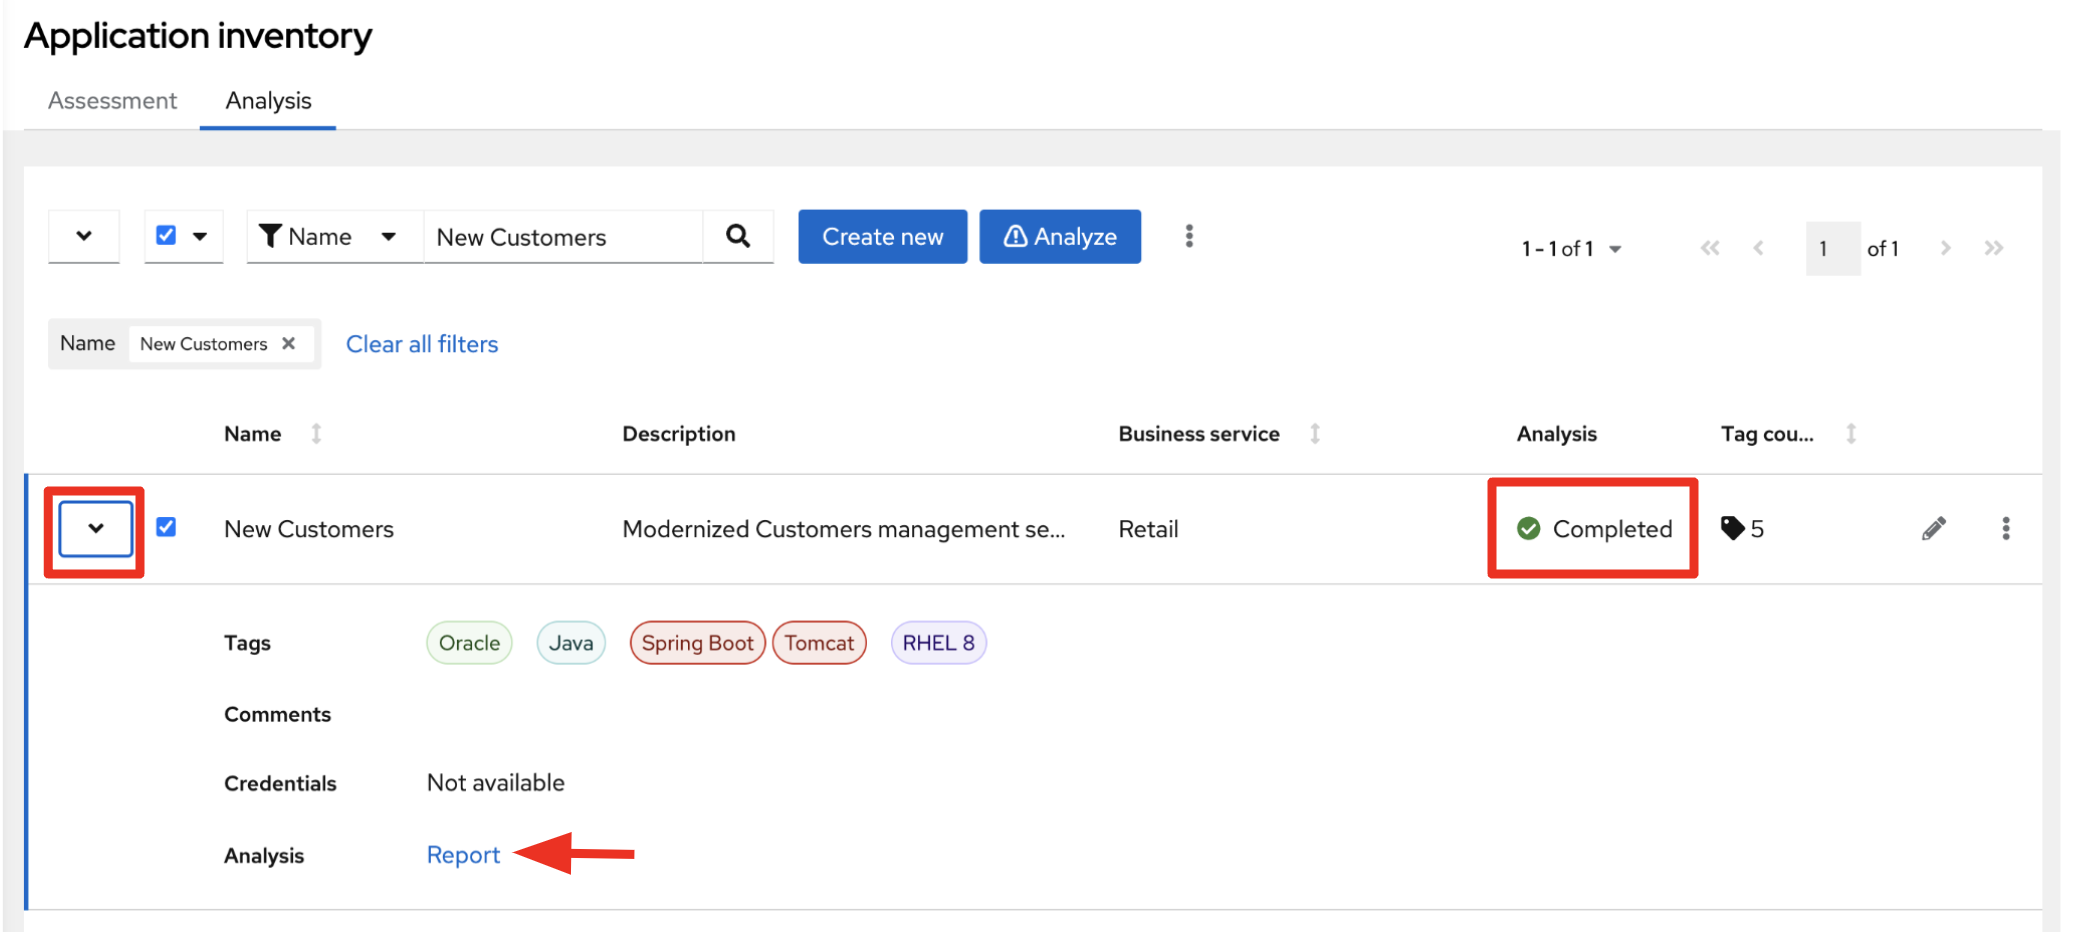 Application inventory
Assessment Analysis
Name New Customers Create new Analyze 1 - 1 of 1 1 of 1
Name New Customers Clear all filters
Name Description Business service Analysis Tag cou...
New Customers Modernized Customers management se... Retail Completed 5
Tags Oracle Java Spring Boot Tomcat RHEL 8
Comments
Credentials Not available
Analysis Report